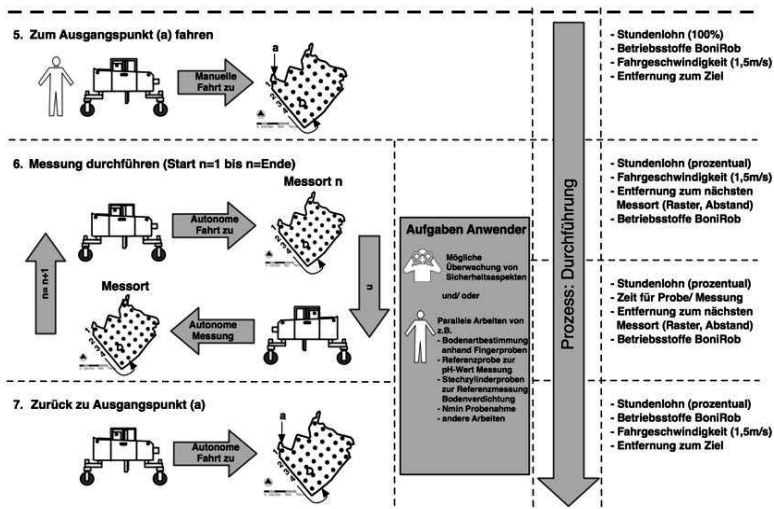 5. Zum Ausgangspunkt (a) fahren
a
Manuelle
Fahrt zu
- Stundenlohn (100%)
- Betriebsstoffe BoniRob
- Fahrgeschwindigkeit (1,5m/s)
- Entfernung zum Ziel
6. Messung durchführen (Start n=1 bis n=Ende)
Messort n
Autonome
Fahrt zu
n= n+1
n
Messort
Autonome
Messung
Aufgaben Anwender
Mögliche
Überwachung von
Sicherheitsaspekten
und/ oder
Parallele Arbeiten von
z.B.
- Bodenartbestimmung
anhand Fingerproben
- Referenzprobe zur
pH-Wert Messung
- Stechzylinderproben
zur Referenzmessung
Bodenverdichtung
- Nmin Probenahme
- andere Arbeiten
Prozess: Durchführung
- Stundenlohn (prozentual)
- Fahrgeschwindigkeit (1,5m/s)
- Entfernung zum nächsten
Messort (Raster, Abstand)
- Betriebsstoffe BoniRob
- Stundenlohn (prozentual)
- Zeit für Probe/ Messung
- Entfernung zum nächsten
Messort (Raster, Abstand)
- Betriebsstoffe BoniRob
7. Zurück zu Ausgangspunkt (a)
a
Autonome
Fahrt zu
- Stundenlohn (prozentual)
- Betriebsstoffe BoniRob
- Fahrgeschwindigkeit (1,5m/s)
- Entfernung zum Ziel